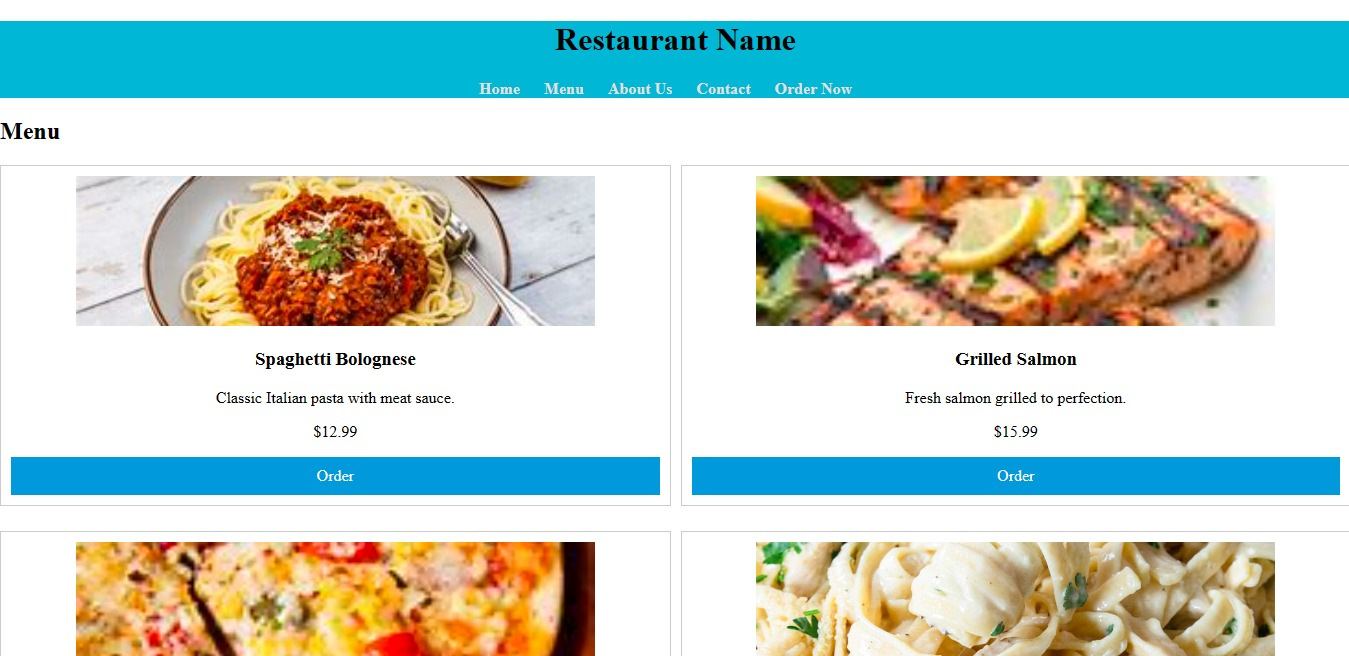 Restaurant Name
Home Menu About Us Contact Order Now
Menu
Spaghetti Bolognese
Classic Italian pasta with meat sauce.
$12.99
Order
Grilled Salmon
Fresh salmon grilled to perfection.
$15.99
Order